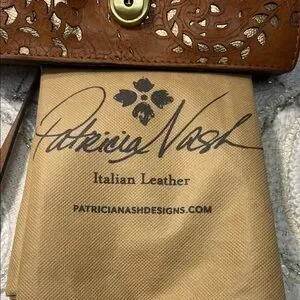 Patricia Nash
Italian Leather
PATRICIANASHDESIGNS.COM